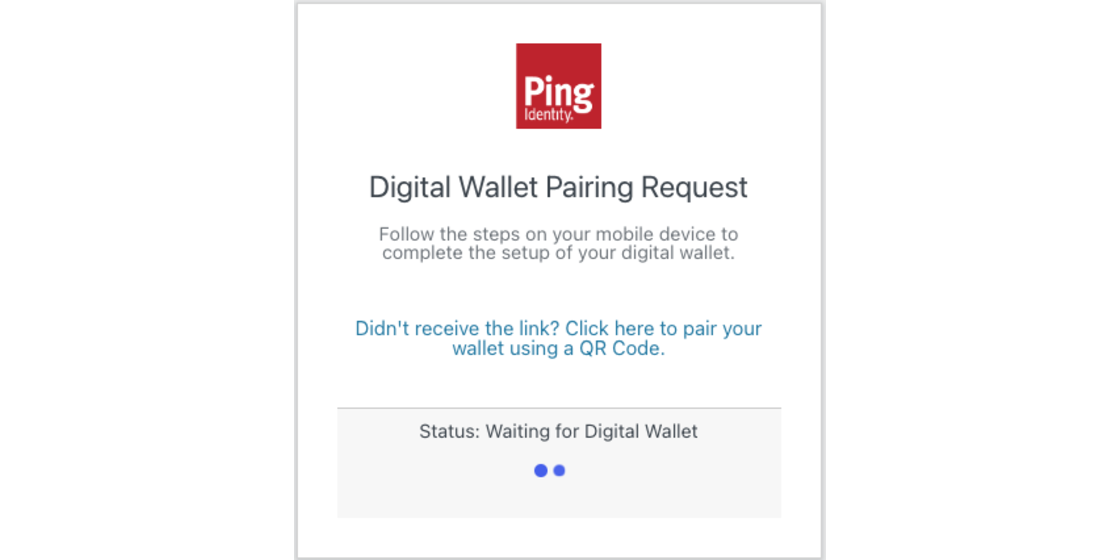 Ping
Identity.
Digital Wallet Pairing Request
Follow the steps on your mobile device to
complete the setup of your digital wallet.
Didn't receive the link? Click here to pair your
wallet using a QR Code.
Status: Waiting for Digital Wallet